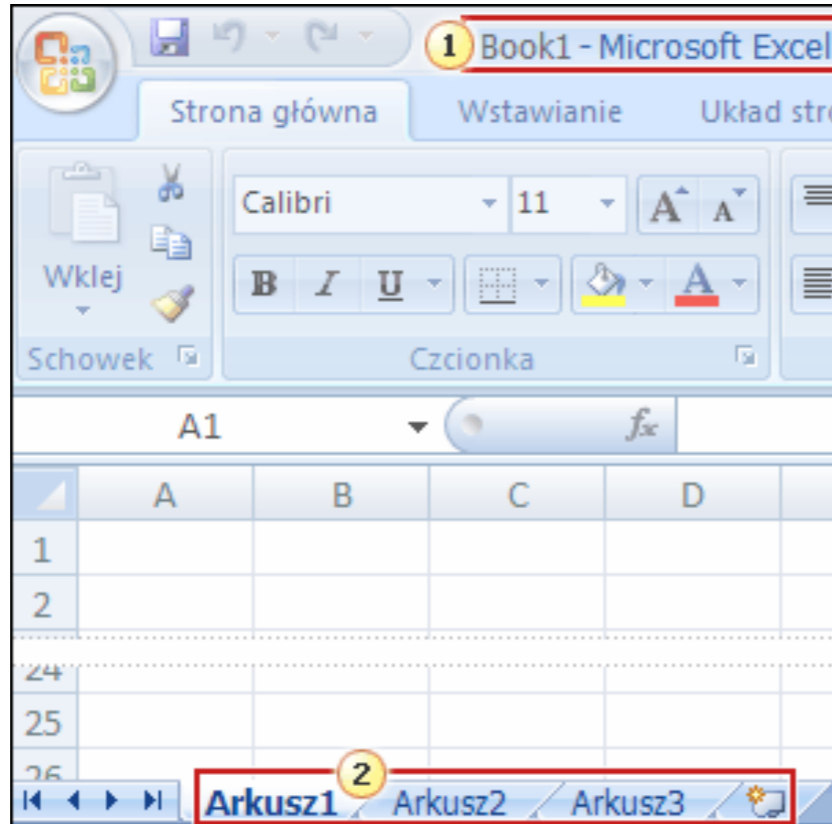 1 Book1 - Microsoft Excel
Strona główna Wstawianie Układ stro
Calibri 11 A A
Wklej B I U A
Schowek Czcionka
A1 fx
A B C D
1
2
24
25
26
2
Arkusz1 Arkusz2 Arkusz3